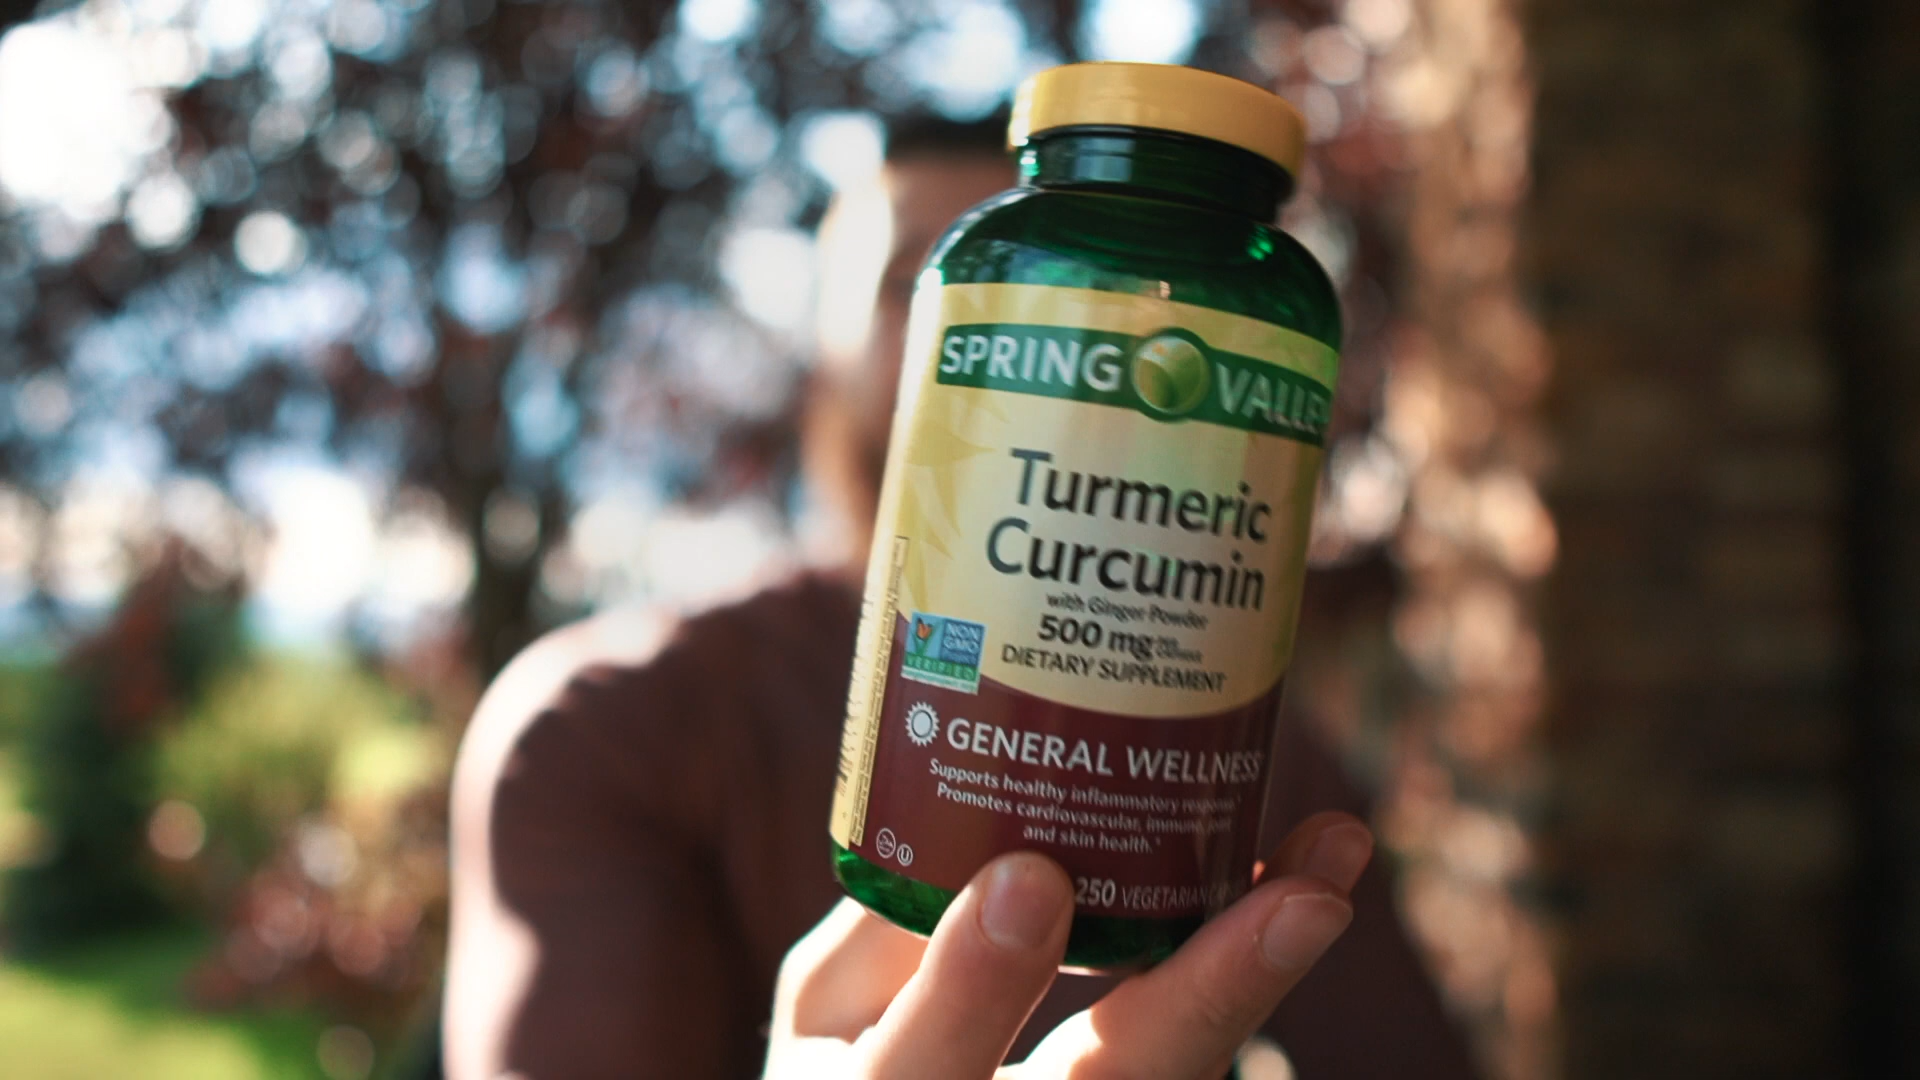 SPRING VALLEY
Turmeric
Curcumin
with Ginger Powder
500 mg
DIETARY SUPPLEMENT
NON
GMO
Project
VERIFIED
GENERAL WELLNESS
Supports healthy inflammatory response.*
Promotes cardiovascular, immune, joint
and skin health.*
U
250 VEGETARIAN